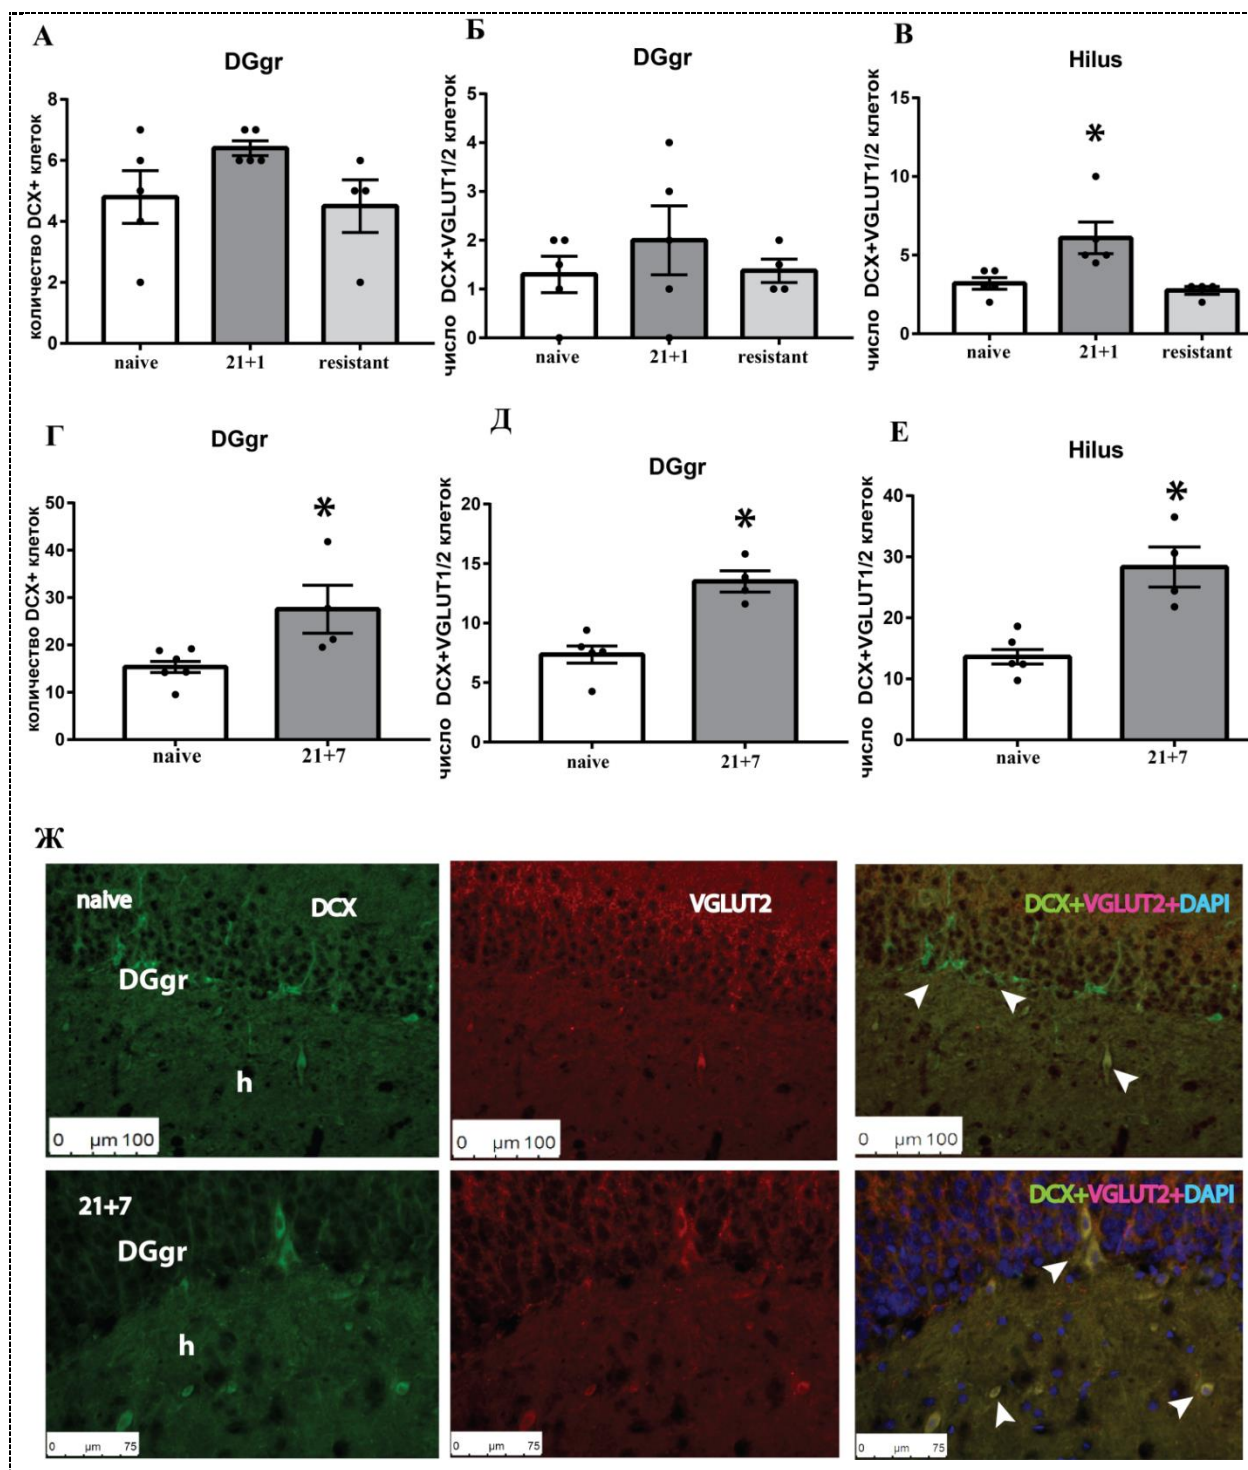 А
DGgr
количество DCX+ клеток
8
6
4
2
0
naive 21+1 resistant
Б
DGgr
число DCX+VGLUT1/2 клеток
5
4
3
2
1
0
naive 21+1 resistant
В
Hilus
число DCX+VGLUT1/2 клеток
15
10
5
0
*
naive 21+1 resistant
Г
DGgr
количество DCX+ клеток
50
40
30
20
10
0
*
naive 21+7
Д
DGgr
число DCX+VGLUT1/2 клеток
20
15
10
5
0
*
naive 21+7
Е
Hilus
число DCX+VGLUT1/2 клеток
40
30
20
10
0
*
naive 21+7
Ж
naive DCX
DGgr
h
0 µm 100
VGLUT2
0 µm 100
DCX+VGLUT2+DAPI
0 µm 100
21+7
DGgr
h
0 µm 75
0 µm 75
DCX+VGLUT2+DAPI
0 µm 75